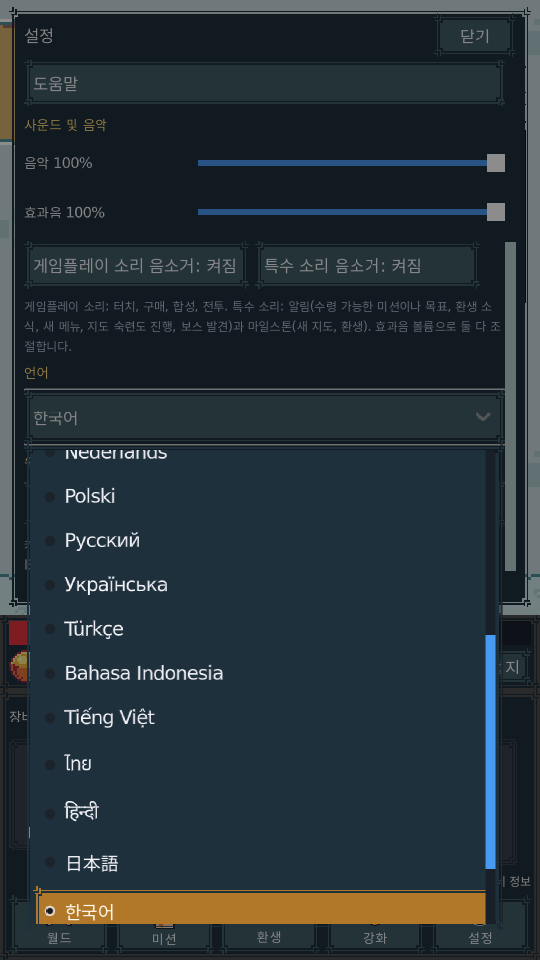 설정
닫기
도움말
사운드 및 음악
음악 100%
효과음 100%
게임플레이 소리 음소거: 켜짐
특수 소리 음소거: 켜짐
게임플레이 소리: 터치, 구매, 합성, 전투. 특수 소리: 알림(수령 가능한 미션이나 목표, 환생 소
식, 새 메뉴, 지도 숙련도 진행, 보스 발견)과 마일스톤(새 지도, 환생). 효과음 볼륨으로 둘 다 조
절합니다.
언어
한국어
Nederlands
Polski
Русский
Українська
Türkçe
Bahasa Indonesia
Tiếng Việt
ไทย
हिन्दी
日本語
한국어
지
정보
월드
미션
환생
강화
설정